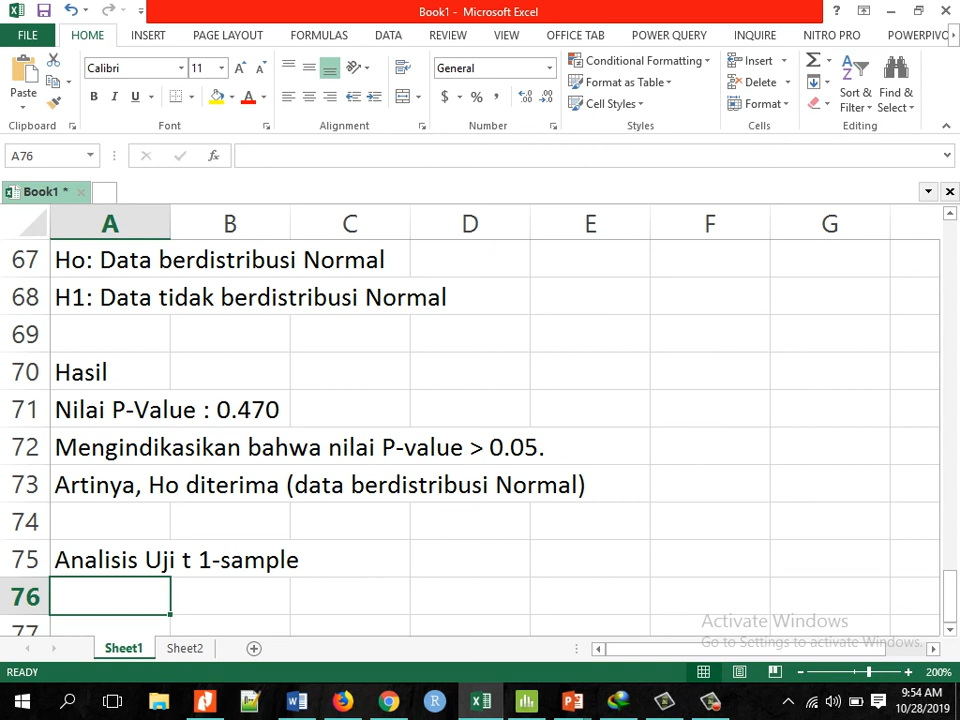 Book1 - Microsoft Excel
FILE HOME INSERT PAGE LAYOUT FORMULAS DATA REVIEW VIEW OFFICE TAB POWER QUERY INQUIRE NITRO PRO POWERPIVO
Calibri 11 General
Conditional Formatting Insert
Paste
B I U $ % , Format as Table Delete Sort & Find &
Cell Styles Format Filter Select
Clipboard Font Alignment Number Styles Cells Editing
A76 fx
Book1 *
A B C D E F G
67 Ho: Data berdistribusi Normal
68 H1: Data tidak berdistribusi Normal
69
70 Hasil
71 Nilai P-Value : 0.470
72 Mengindikasikan bahwa nilai P-value > 0.05.
73 Artinya, Ho diterima (data berdistribusi Normal)
74
75 Analisis Uji t 1-sample
76
77
Activate Windows
Go to Settings to activate Windows.
Sheet1 Sheet2
READY 200%
9:54 AM
10/28/2019